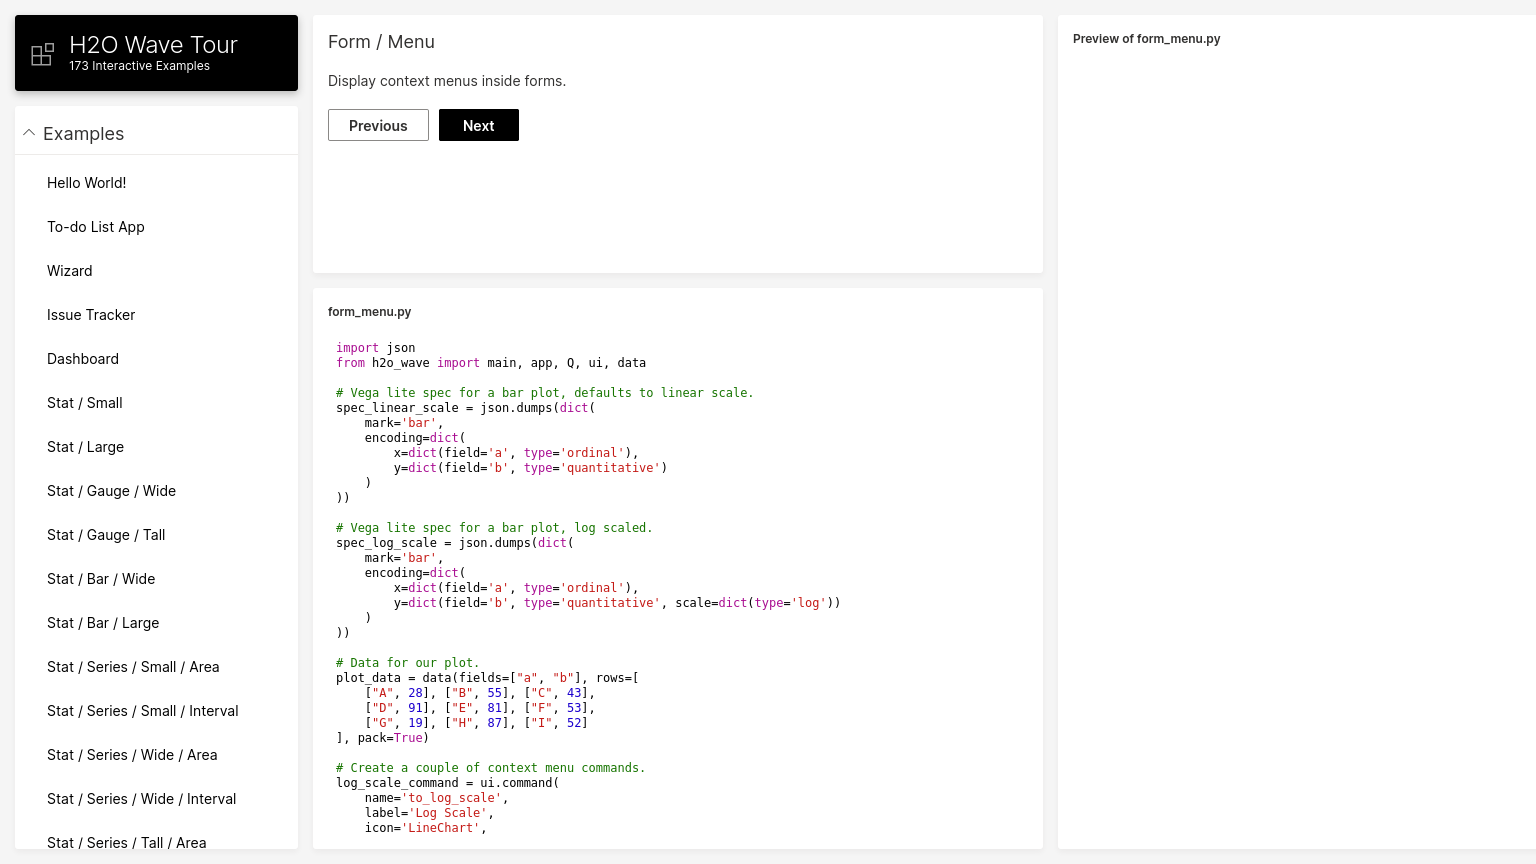 H2O Wave Tour
173 Interactive Examples
Examples
Hello World!
To-do List App
Wizard
Issue Tracker
Dashboard
Stat / Small
Stat / Large
Stat / Gauge / Wide
Stat / Gauge / Tall
Stat / Bar / Wide
Stat / Bar / Large
Stat / Series / Small / Area
Stat / Series / Small / Interval
Stat / Series / Wide / Area
Stat / Series / Wide / Interval
Stat / Series / Tall / Area
Form / Menu
Display context menus inside forms.
Previous
Next
form_menu.py
import json
from h2o_wave import main, app, Q, ui, data
# Vega lite spec for a bar plot, defaults to linear scale.
spec_linear_scale = json.dumps(dict(
    mark='bar',
    encoding=dict(
        x=dict(field='a', type='ordinal'),
        y=dict(field='b', type='quantitative')
    )
))
# Vega lite spec for a bar plot, log scaled.
spec_log_scale = json.dumps(dict(
    mark='bar',
    encoding=dict(
        x=dict(field='a', type='ordinal'),
        y=dict(field='b', type='quantitative', scale=dict(type='log'))
    )
))
# Data for our plot.
plot_data = data(fields=["a", "b"], rows=[
    ["A", 28], ["B", 55], ["C", 43],
    ["D", 91], ["E", 81], ["F", 53],
    ["G", 19], ["H", 87], ["I", 52]
], pack=True)
# Create a couple of context menu commands.
log_scale_command = ui.command(
    name='to_log_scale',
    label='Log Scale',
    icon='LineChart',
Preview of form_menu.py